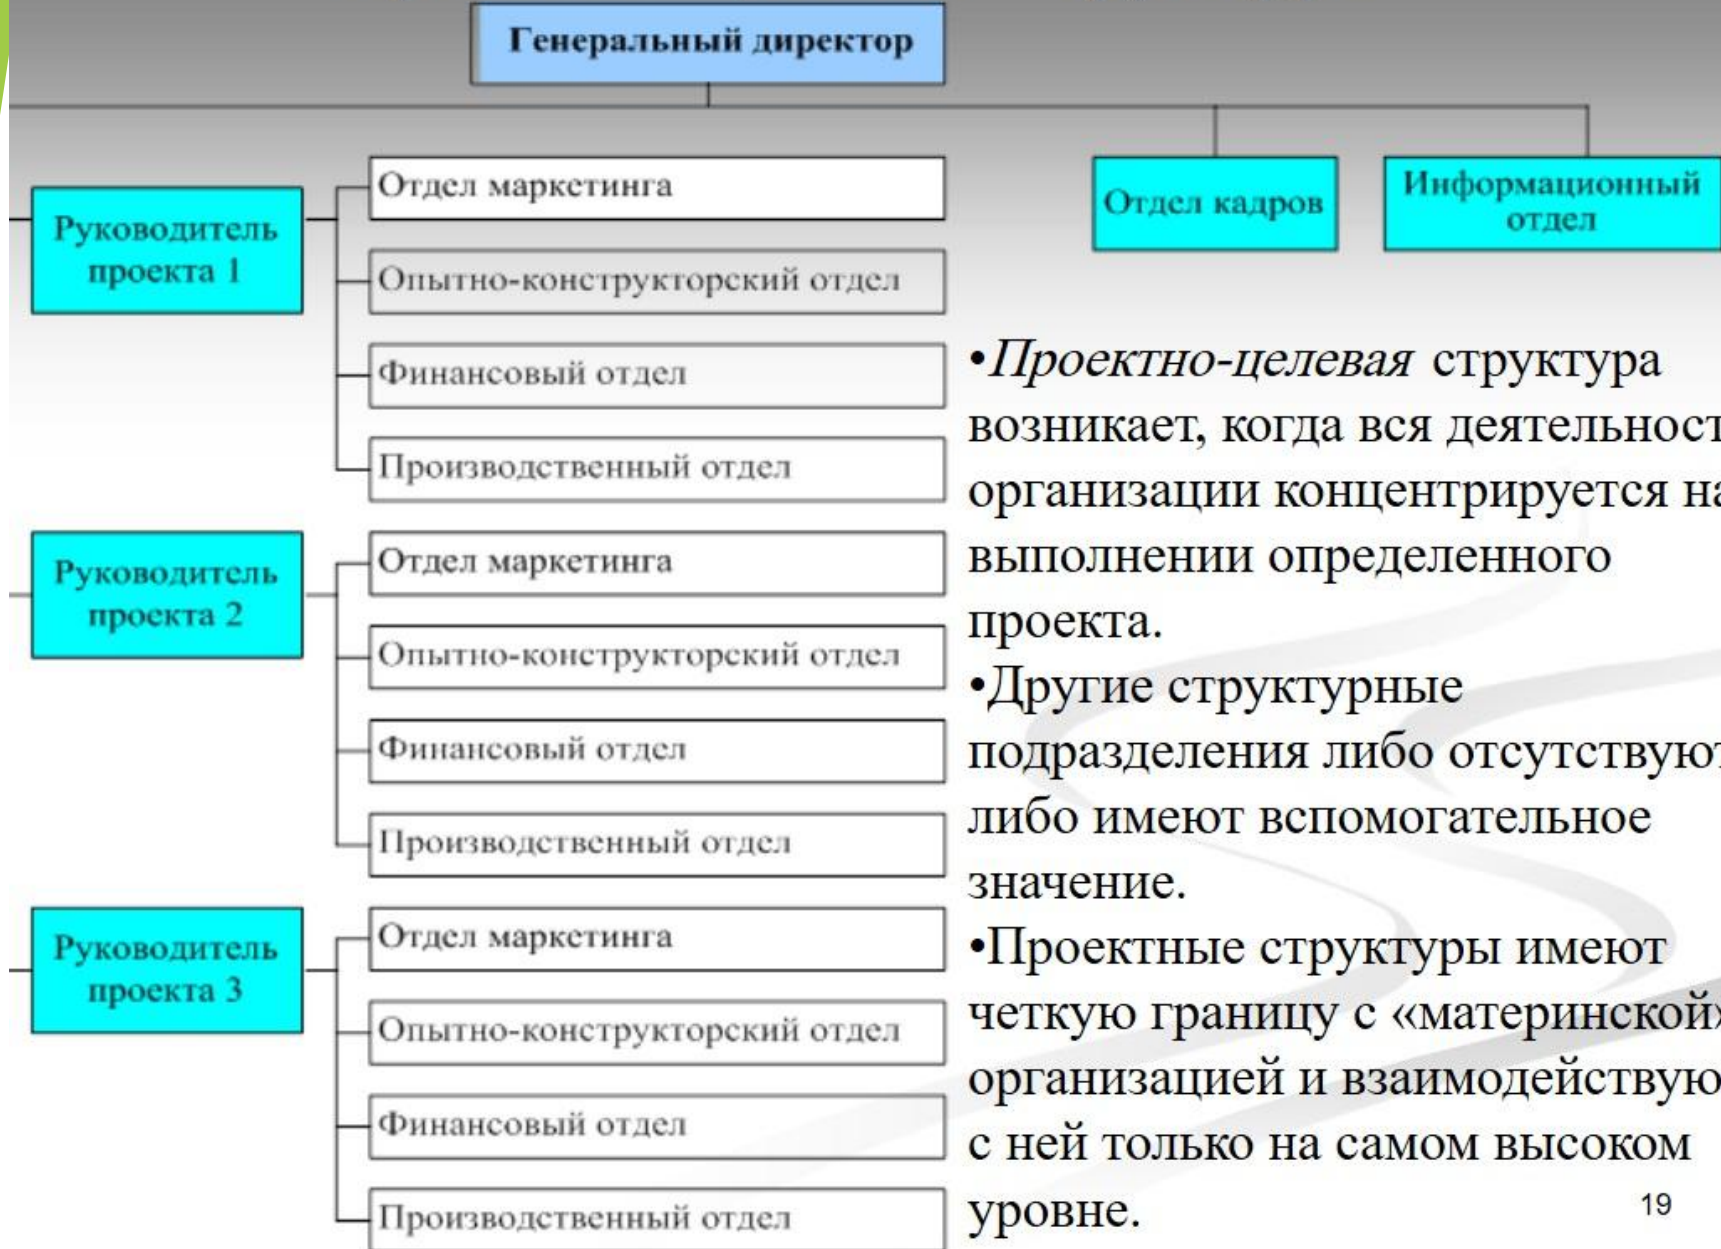 Генеральный директор
Отдел кадров
Информационный
отдел
Руководитель
проекта 1
Отдел маркетинга
Опытно-конструкторский отдел
Финансовый отдел
Производственный отдел
Руководитель
проекта 2
Отдел маркетинга
Опытно-конструкторский отдел
Финансовый отдел
Производственный отдел
Руководитель
проекта 3
Отдел маркетинга
Опытно-конструкторский отдел
Финансовый отдел
Производственный отдел
•Проектно-целевая структура
возникает, когда вся деятельност
организации концентрируется на
выполнении определенного
проекта.
•Другие структурные
подразделения либо отсутствуют
либо имеют вспомогательное
значение.
•Проектные структуры имеют
четкую границу с «материнской»
организацией и взаимодействую
с ней только на самом высоком
уровне.
19